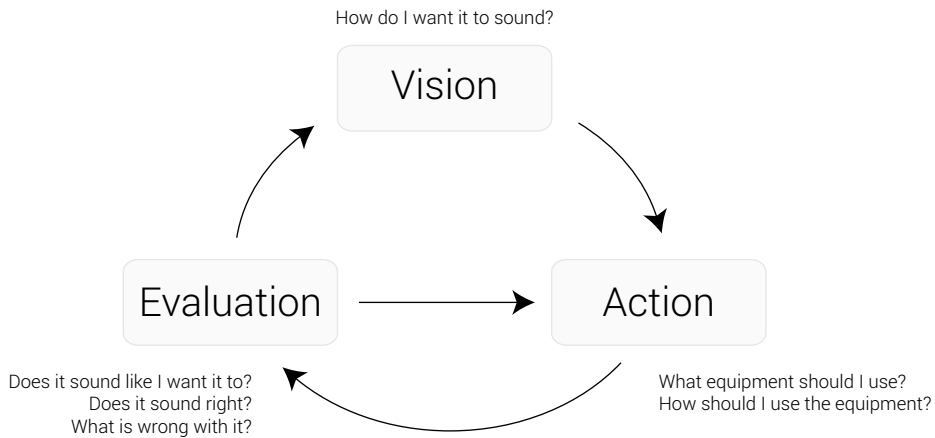 How do I want it to sound?
Vision
Evaluation
Action
Does it sound like I want it to?
Does it sound right?
What is wrong with it?
What equipment should I use?
How should I use the equipment?